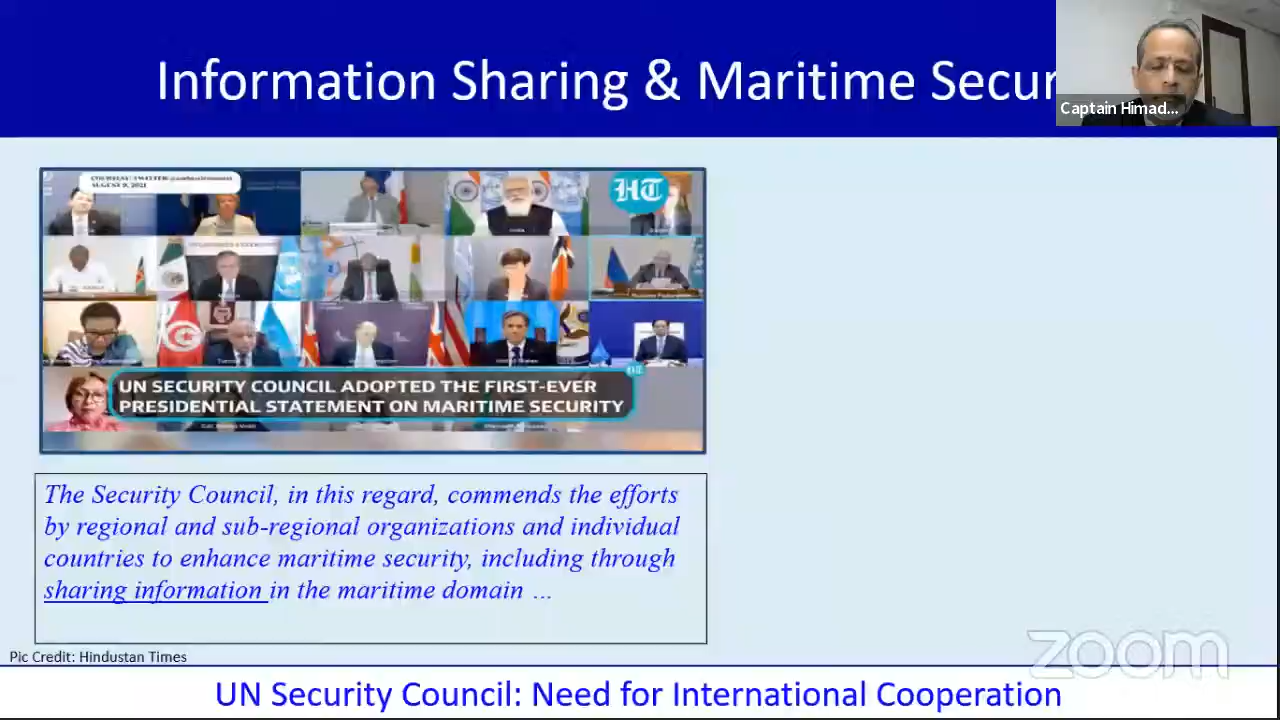 Information Sharing & Maritime Secur
Captain Himad...
AUGUST 9, 2021
HT
UN SECURITY COUNCIL ADOPTED THE FIRST-EVER
PRESIDENTIAL STATEMENT ON MARITIME SECURITY
The Security Council, in this regard, commends the efforts
by regional and sub-regional organizations and individual
countries to enhance maritime security, including through
sharing information in the maritime domain …
Pic Credit: Hindustan Times
zoom
UN Security Council: Need for International Cooperation